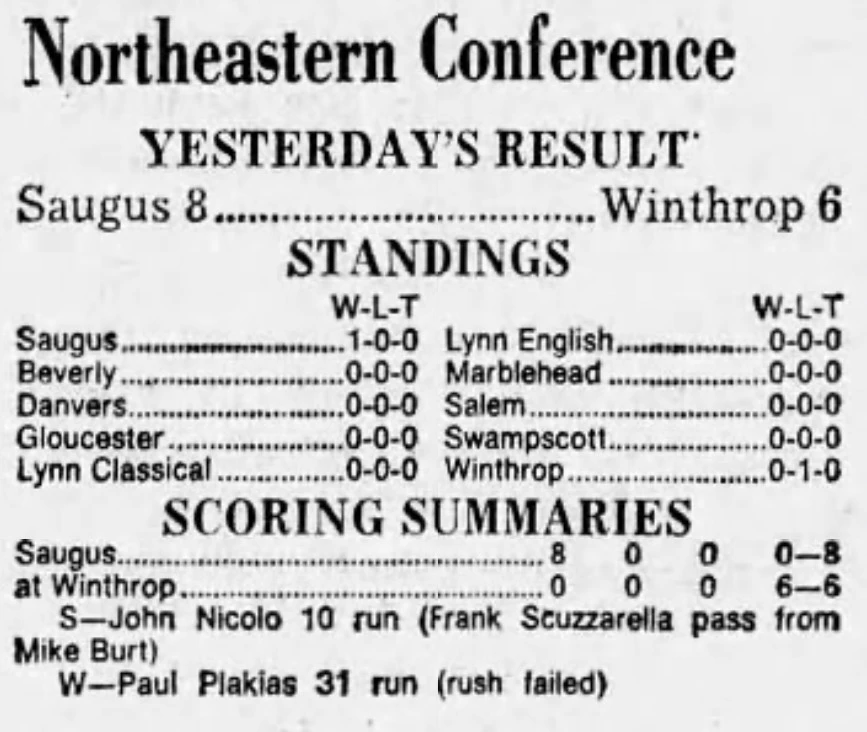 Northeastern Conference
YESTERDAY'S RESULT
Saugus 8.................................Winthrop 6
STANDINGS
W-L-T W-L-T
Saugus.........................1-0-0 Lynn English................0-0-0
Beverly.........................0-0-0 Marblehead.................0-0-0
Danvers........................0-0-0 Salem...........................0-0-0
Gloucester....................0-0-0 Swampscott.................0-0-0
Lynn Classical..............0-0-0 Winthrop......................0-1-0
SCORING SUMMARIES
Saugus................................................8 0 0 0—8
at Winthrop.........................................0 0 0 6—6
S—John Nicolo 10 run (Frank Scuzzarella pass from
Mike Burt)
W—Paul Plakias 31 run (rush failed)